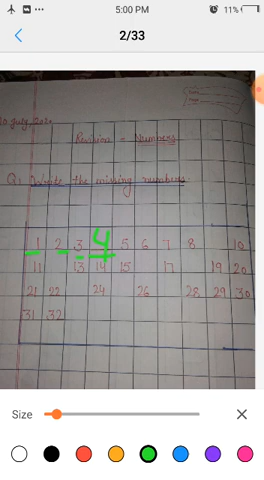 5:00 PM
11%
2/33
Revision - Numbers
Q: Write the missing numbers
1 2 3 4 5 6 7 8 10
11 13 14 15 17 19 20
21 22 24 26 28 29 30
31 32
Size